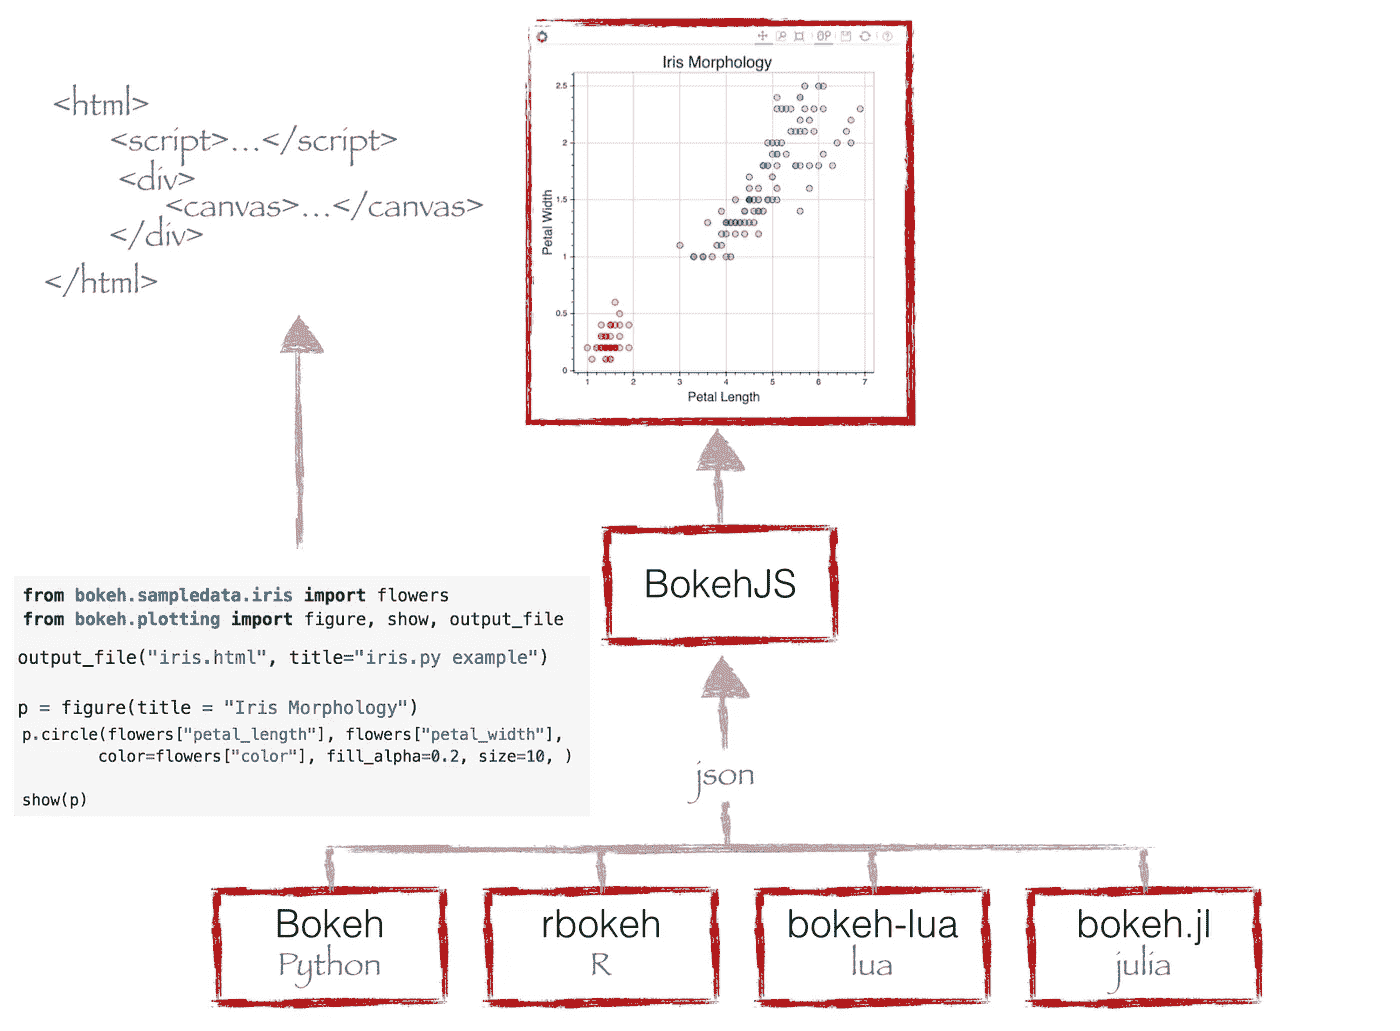 <html>
<script>...</script>
<div>
<canvas>...</canvas>
</div>
</html>
Iris Morphology
2.5
2
1.5
1
0.5
0
Petal Width
1
2
3
4
5
6
7
Petal Length
BokehJS
from bokeh.sampledata.iris import flowers
from bokeh.plotting import figure, show, output_file
output_file("iris.html", title="iris.py example")
p = figure(title = "Iris Morphology")
p.circle(flowers["petal_length"], flowers["petal_width"],
color=flowers["color"], fill_alpha=0.2, size=10, )
show(p)
json
Bokeh
Python
rbokeh
R
bokeh-lua
lua
bokeh.jl
julia